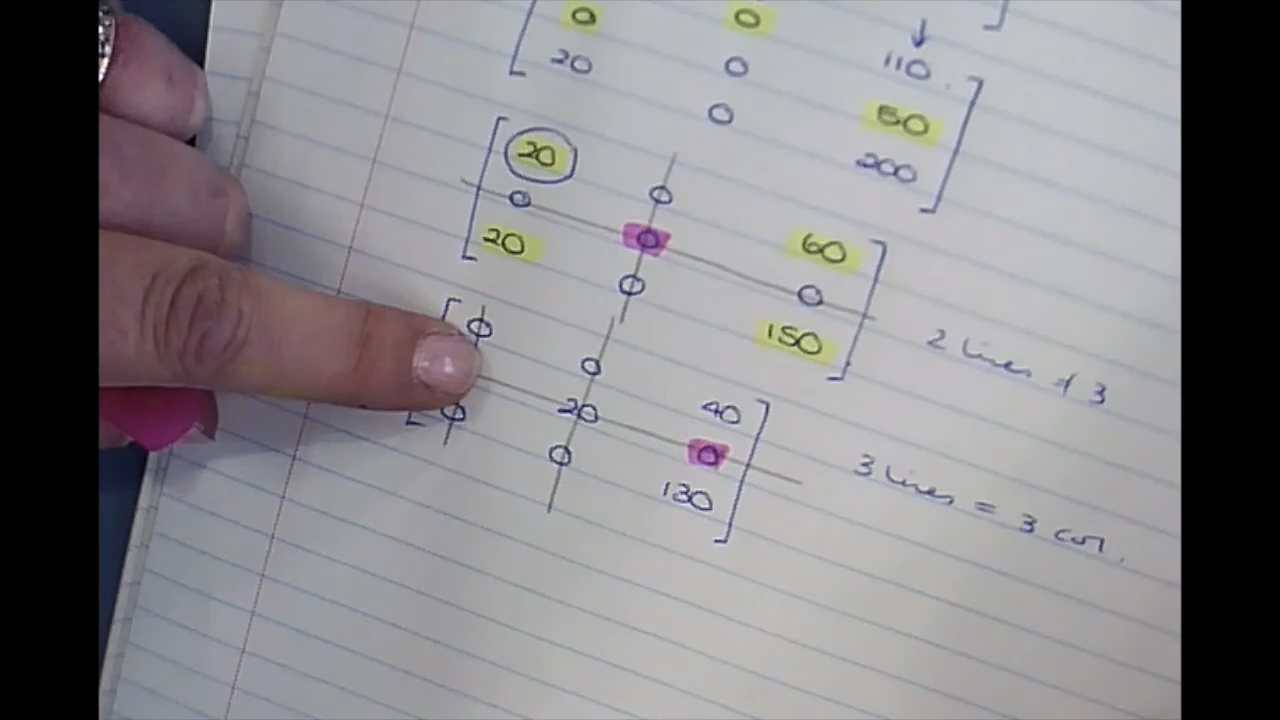 0 0 110
20 0 60
0 200
20 0 60
0 0 0
20 0 150
2 lines ≠ 3
0 0 40
20 0
0 0 130
3 lines = 3 col.